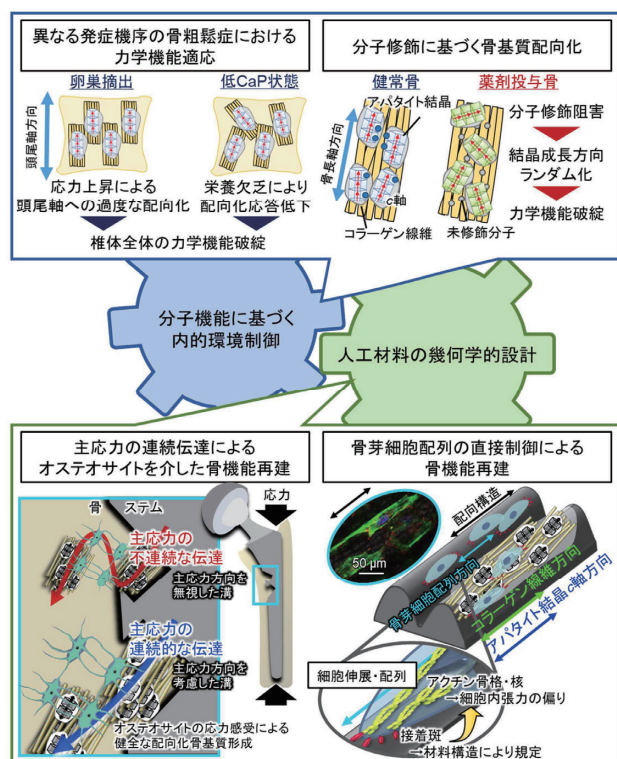 異なる発症機序の骨粗鬆症における
力学機能適応
卵巣摘出
低CaP状態
頭尾軸方向
応力上昇による
頭尾軸への過度な配向化
栄養欠乏により
配向化応答低下
椎体全体の力学機能破綻
分子修飾に基づく骨基質配向化
健常骨
薬剤投与骨
アパタイト結晶
骨長軸方向
c軸
コラーゲン線維
未修飾分子
分子修飾阻害
結晶成長方向
ランダム化
力学機能破綻
分子機能に基づく
内的環境制御
人工材料の幾何学的設計
主応力の連続伝達による
オステオサイトを介した骨機能再建
骨
ステム
応力
主応力の
不連続な伝達
主応力方向を
無視した溝
主応力の
連続的な伝達
主応力方向を
考慮した溝
オステオサイトの応力感受による
健全な配向化骨基質形成
骨芽細胞配列の直接制御による
骨機能再建
50 μm
配向構造
骨芽細胞配列方向
コラーゲン線維方向
アパタイト結晶c軸方向
細胞伸展・配列
アクチン骨格・核
→細胞内張力の偏り
接着斑
→材料構造により規定